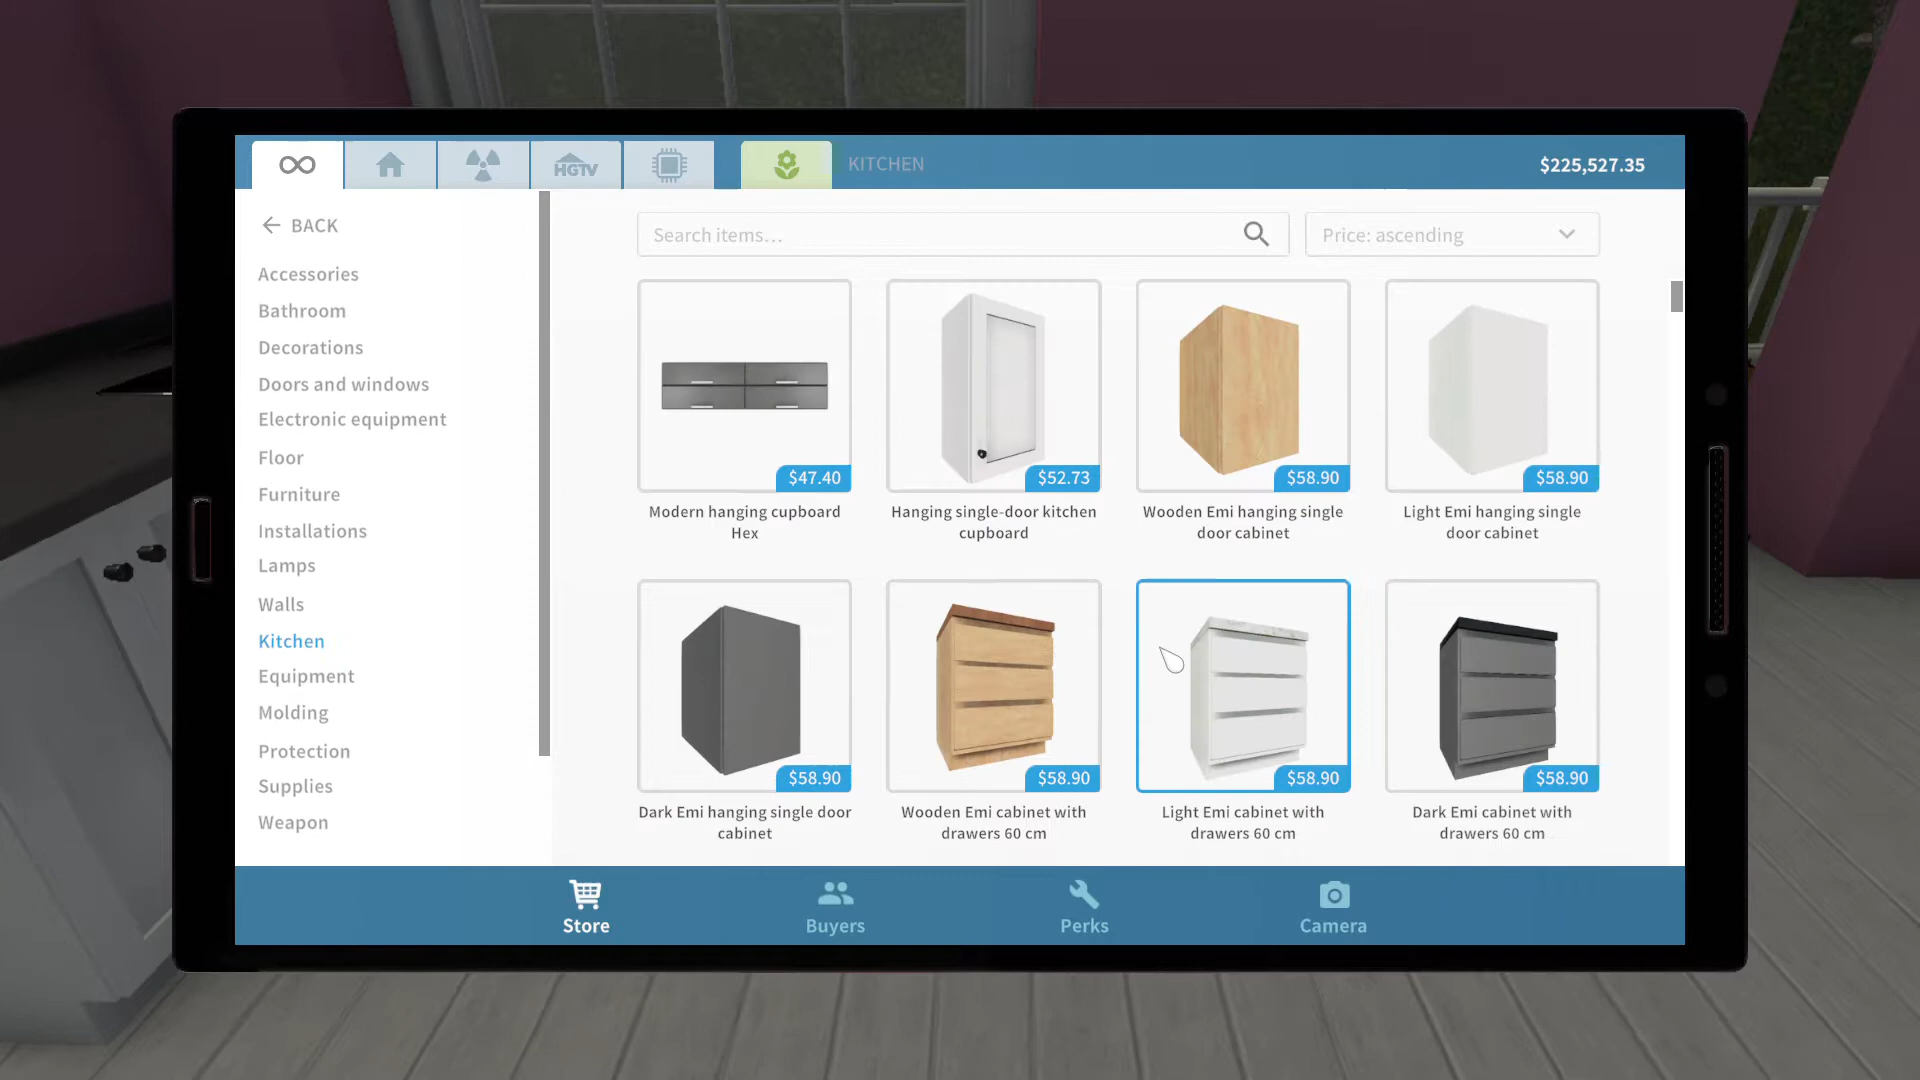 HGTV
KITCHEN
$225,527.35
BACK
Accessories
Bathroom
Decorations
Doors and windows
Electronic equipment
Floor
Furniture
Installations
Lamps
Walls
Kitchen
Equipment
Molding
Protection
Supplies
Weapon
Search items...
Price: ascending
$47.40
Modern hanging cupboard
Hex
$52.73
Hanging single-door kitchen
cupboard
$58.90
Wooden Emi hanging single
door cabinet
$58.90
Light Emi hanging single
door cabinet
$58.90
Dark Emi hanging single door
cabinet
$58.90
Wooden Emi cabinet with
drawers 60 cm
$58.90
Light Emi cabinet with
drawers 60 cm
$58.90
Dark Emi cabinet with
drawers 60 cm
Store
Buyers
Perks
Camera